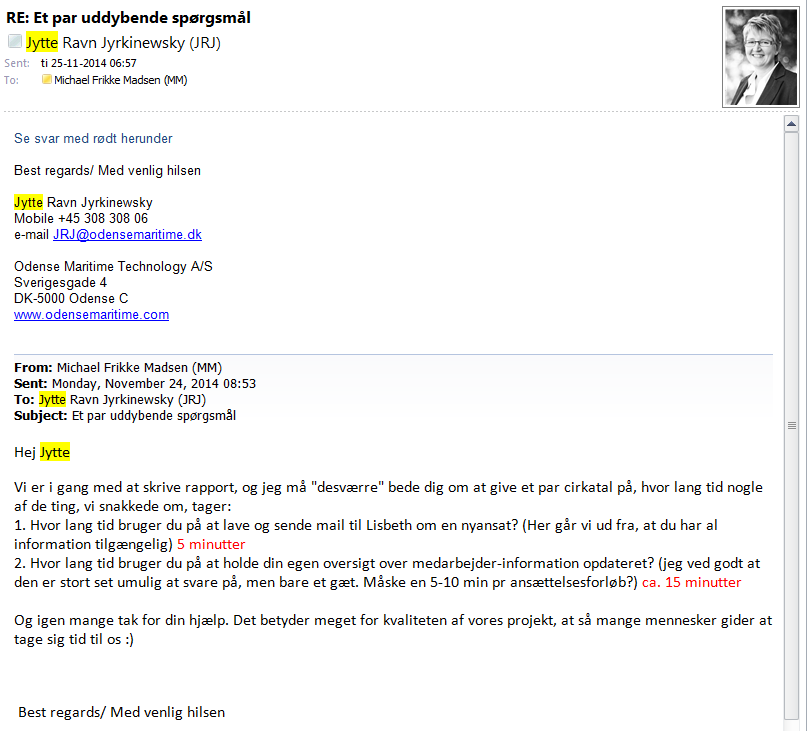 RE: Et par uddybende spørgsmål
Jytte Ravn Jyrkinewsky (JRJ)
Sent: ti 25-11-2014 06:57
To: Michael Frikke Madsen (MM)
Se svar med rødt herunder
Best regards/ Med venlig hilsen
Jytte Ravn Jyrkinewsky
Mobile +45 308 308 06
e-mail JRJ@odensemaritime.dk
Odense Maritime Technology A/S
Sverigesgade 4
DK-5000 Odense C
www.odensemaritime.com
From: Michael Frikke Madsen (MM)
Sent: Monday, November 24, 2014 08:53
To: Jytte Ravn Jyrkinewsky (JRJ)
Subject: Et par uddybende spørgsmål
Hej Jytte
Vi er i gang med at skrive rapport, og jeg må "desværre" bede dig om at give et par cirkatal på, hvor lang tid nogle
af de ting, vi snakkede om, tager:
1. Hvor lang tid bruger du på at lave og sende mail til Lisbeth om en nyansat? (Her går vi ud fra, at du har al
information tilgængelig) 5 minutter
2. Hvor lang tid bruger du på at holde din egen oversigt over medarbejder-information opdateret? (jeg ved godt at
den er stort set umulig at svare på, men bare et gæt. Måske en 5-10 min pr ansættelsesforløb?) ca. 15 minutter
Og igen mange tak for din hjælp. Det betyder meget for kvaliteten af vores projekt, at så mange mennesker gider at
tage sig tid til os :)
Best regards/ Med venlig hilsen